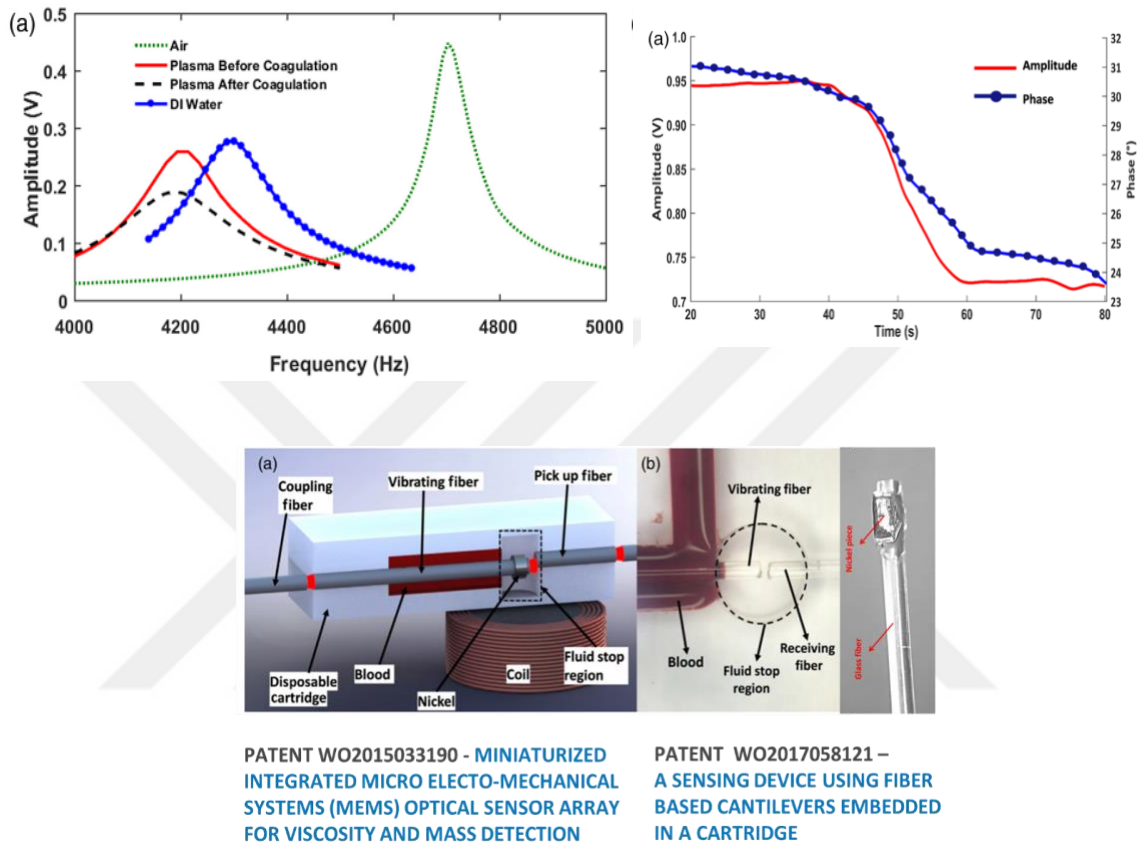 (a)
0.5
0.4
0.3
0.2
0.1
0
Amplitude (V)
Air
Plasma Before Coagulation
Plasma After Coagulation
DI Water
4000 4200 4400 4600 4800 5000
Frequency (Hz)
(a)
1.0
0.95
0.90
0.85
0.80
0.75
0.7
Amplitude (V)
Amplitude
Phase
32
31
30
29
28
27
26
25
24
23
Phase (°)
20 30 40 50 60 70 80
Time (s)
(a)
Coupling
fiber
Vibrating fiber
Pick up fiber
Disposable
cartridge
Blood
Nickel
Coil
Fluid stop
region
(b)
Vibrating fiber
Blood
Fluid stop
region
Receiving
fiber
Nickel piece
Glass fiber
PATENT WO2015033190 - MINIATURIZED
INTEGRATED MICRO ELECTO-MECHANICAL
SYSTEMS (MEMS) OPTICAL SENSOR ARRAY
FOR VISCOSITY AND MASS DETECTION
PATENT WO2017058121 –
A SENSING DEVICE USING FIBER
BASED CANTILEVERS EMBEDDED
IN A CARTRIDGE